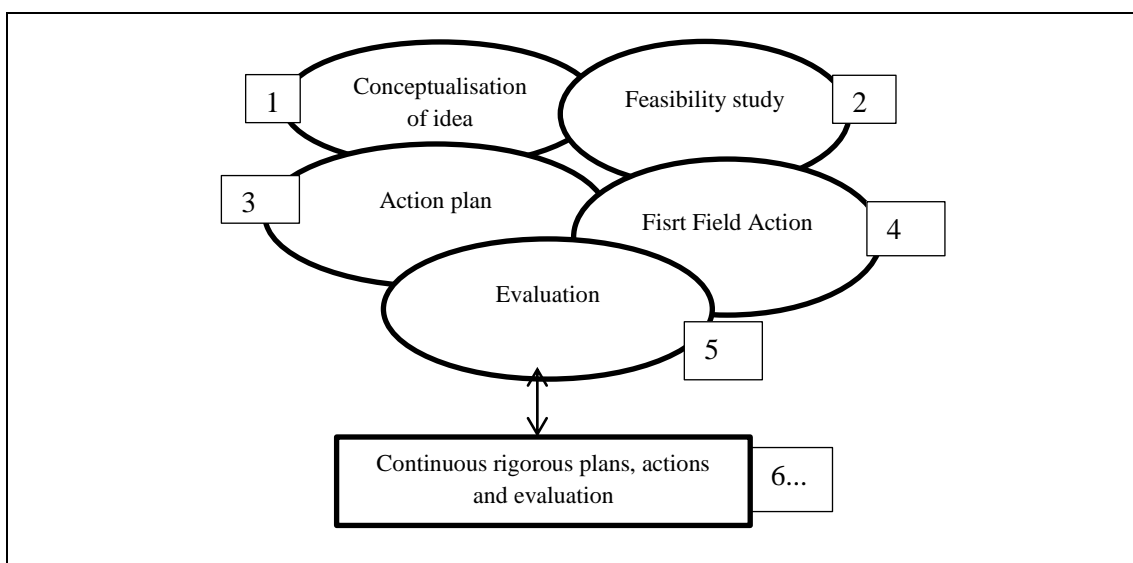 1
Conceptualisation
of idea
Feasibility study
2
3
Action plan
Fisrt Field Action
4
Evaluation
5
Continuous rigorous plans, actions
and evaluation
6...